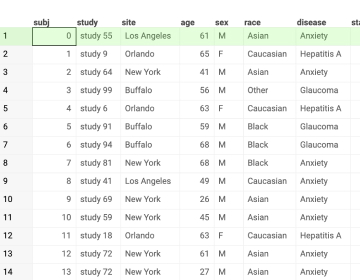 subj study site age sex race disease sta
1 0 study 55 Los Angeles 61 M Asian Anxiety
2 1 study 9 Orlando 65 F Caucasian Hepatitis A
3 2 study 64 New York 41 M Asian Anxiety
4 3 study 99 Buffalo 56 M Other Glaucoma
5 4 study 6 Orlando 63 F Caucasian Hepatitis A
6 5 study 91 Buffalo 59 M Black Glaucoma
7 6 study 94 Buffalo 68 M Black Glaucoma
8 7 study 81 New York 68 M Black Anxiety
9 8 study 41 Los Angeles 49 M Caucasian Anxiety
10 9 study 69 New York 26 M Asian Anxiety
11 10 study 59 New York 45 M Asian Anxiety
12 11 study 18 Orlando 63 F Caucasian Hepatitis A
13 12 study 72 New York 61 M Asian Anxiety
14 13 study 72 New York 27 M Asian Anxiety